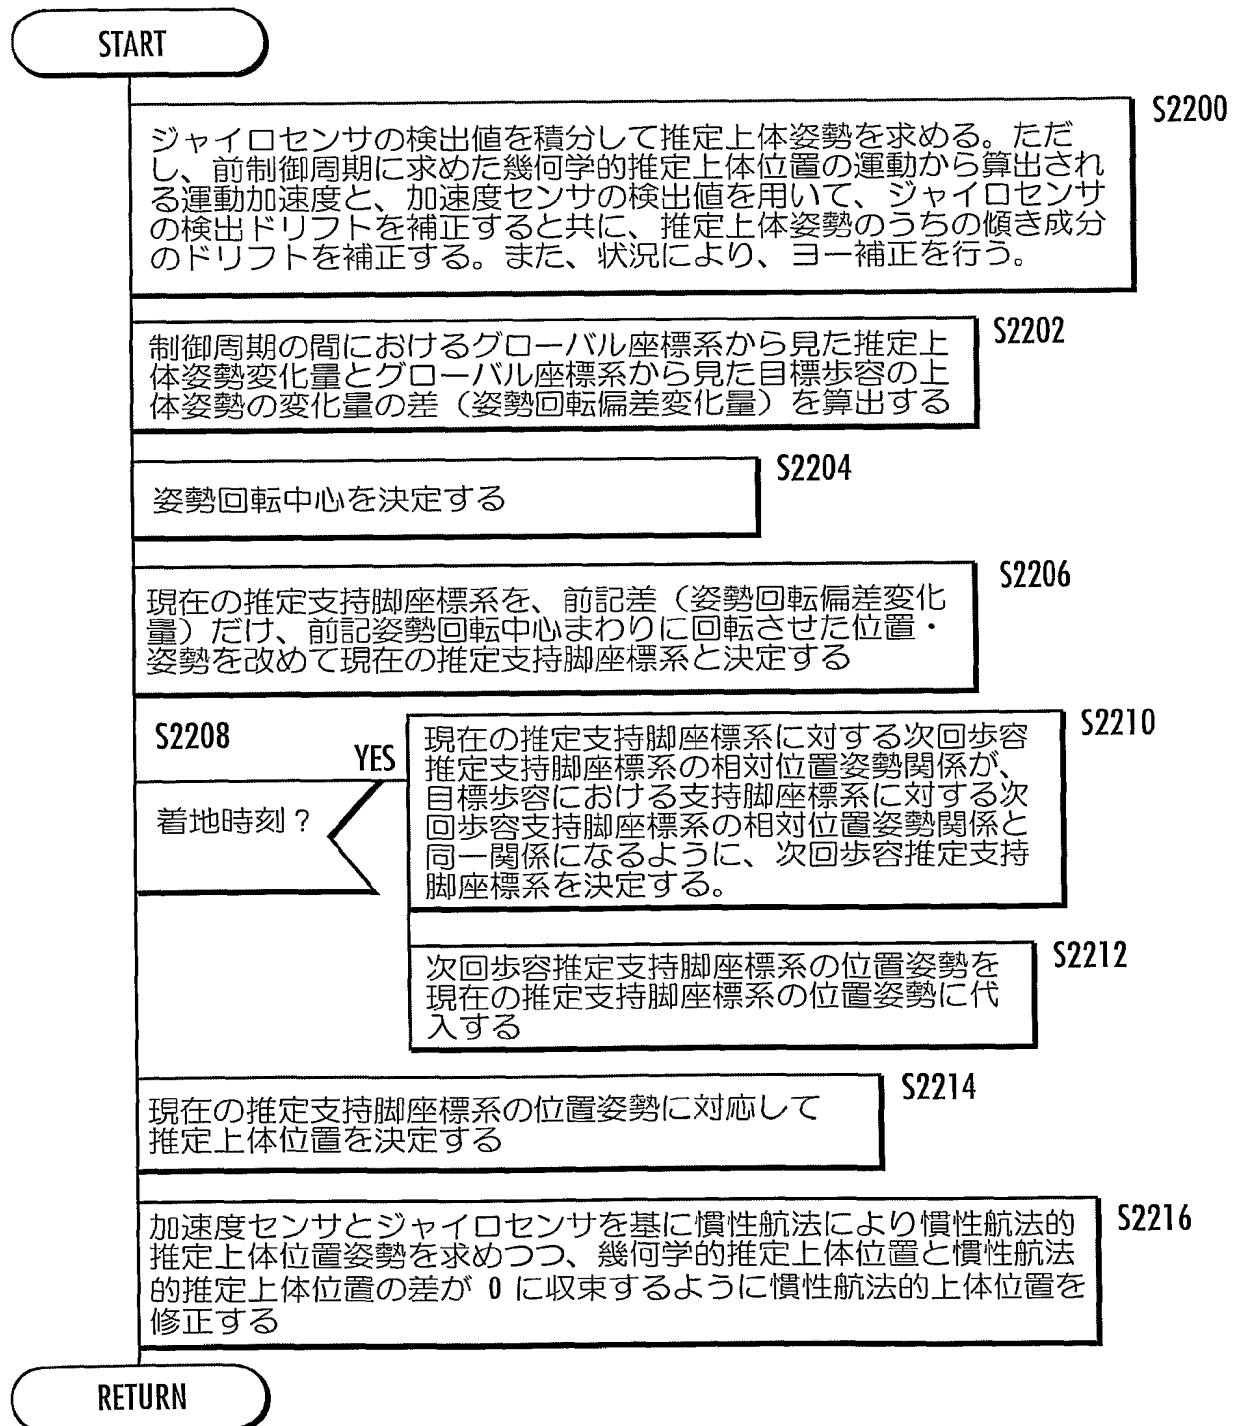 START
S2200
ジャイロセンサの検出値を積分して推定上体姿勢を求める。ただ
し、前制御周期に求めた幾何学的推定上体位置の運動から算出され
る運動加速度と、加速度センサの検出値を用いて、ジャイロセンサ
の検出ドリフトを補正すると共に、推定上体姿勢のうちの傾き成分
のドリフトを補正する。また、状況により、ヨー補正を行う。
S2202
制御周期の間におけるグローバル座標系から見た推定上
体姿勢変化量とグローバル座標系から見た目標歩容の上
体姿勢の変化量の差（姿勢回転偏差変化量）を算出する
S2204
姿勢回転中心を決定する
S2206
現在の推定支持脚座標系を、前記差（姿勢回転偏差変化
量）だけ、前記姿勢回転中心まわりに回転させた位置・
姿勢を改めて現在の推定支持脚座標系と決定する
S2208
YES
着地時刻？
S2210
現在の推定支持脚座標系に対する次回歩容
推定支持脚座標系の相対位置姿勢関係が、
目標歩容における支持脚座標系に対する次
回歩容支持脚座標系の相対位置姿勢関係と
同一関係になるように、次回歩容推定支持
脚座標系を決定する。
S2212
次回歩容推定支持脚座標系の位置姿勢を
現在の推定支持脚座標系の位置姿勢に代
入する
S2214
現在の推定支持脚座標系の位置姿勢に対応して
推定上体位置を決定する
S2216
加速度センサとジャイロセンサを基に慣性航法により慣性航法的
推定上体位置姿勢を求めつつ、幾何学的推定上体位置と慣性航法
的推定上体位置の差が 0 に収束するように慣性航法的上体位置を
修正する
RETURN